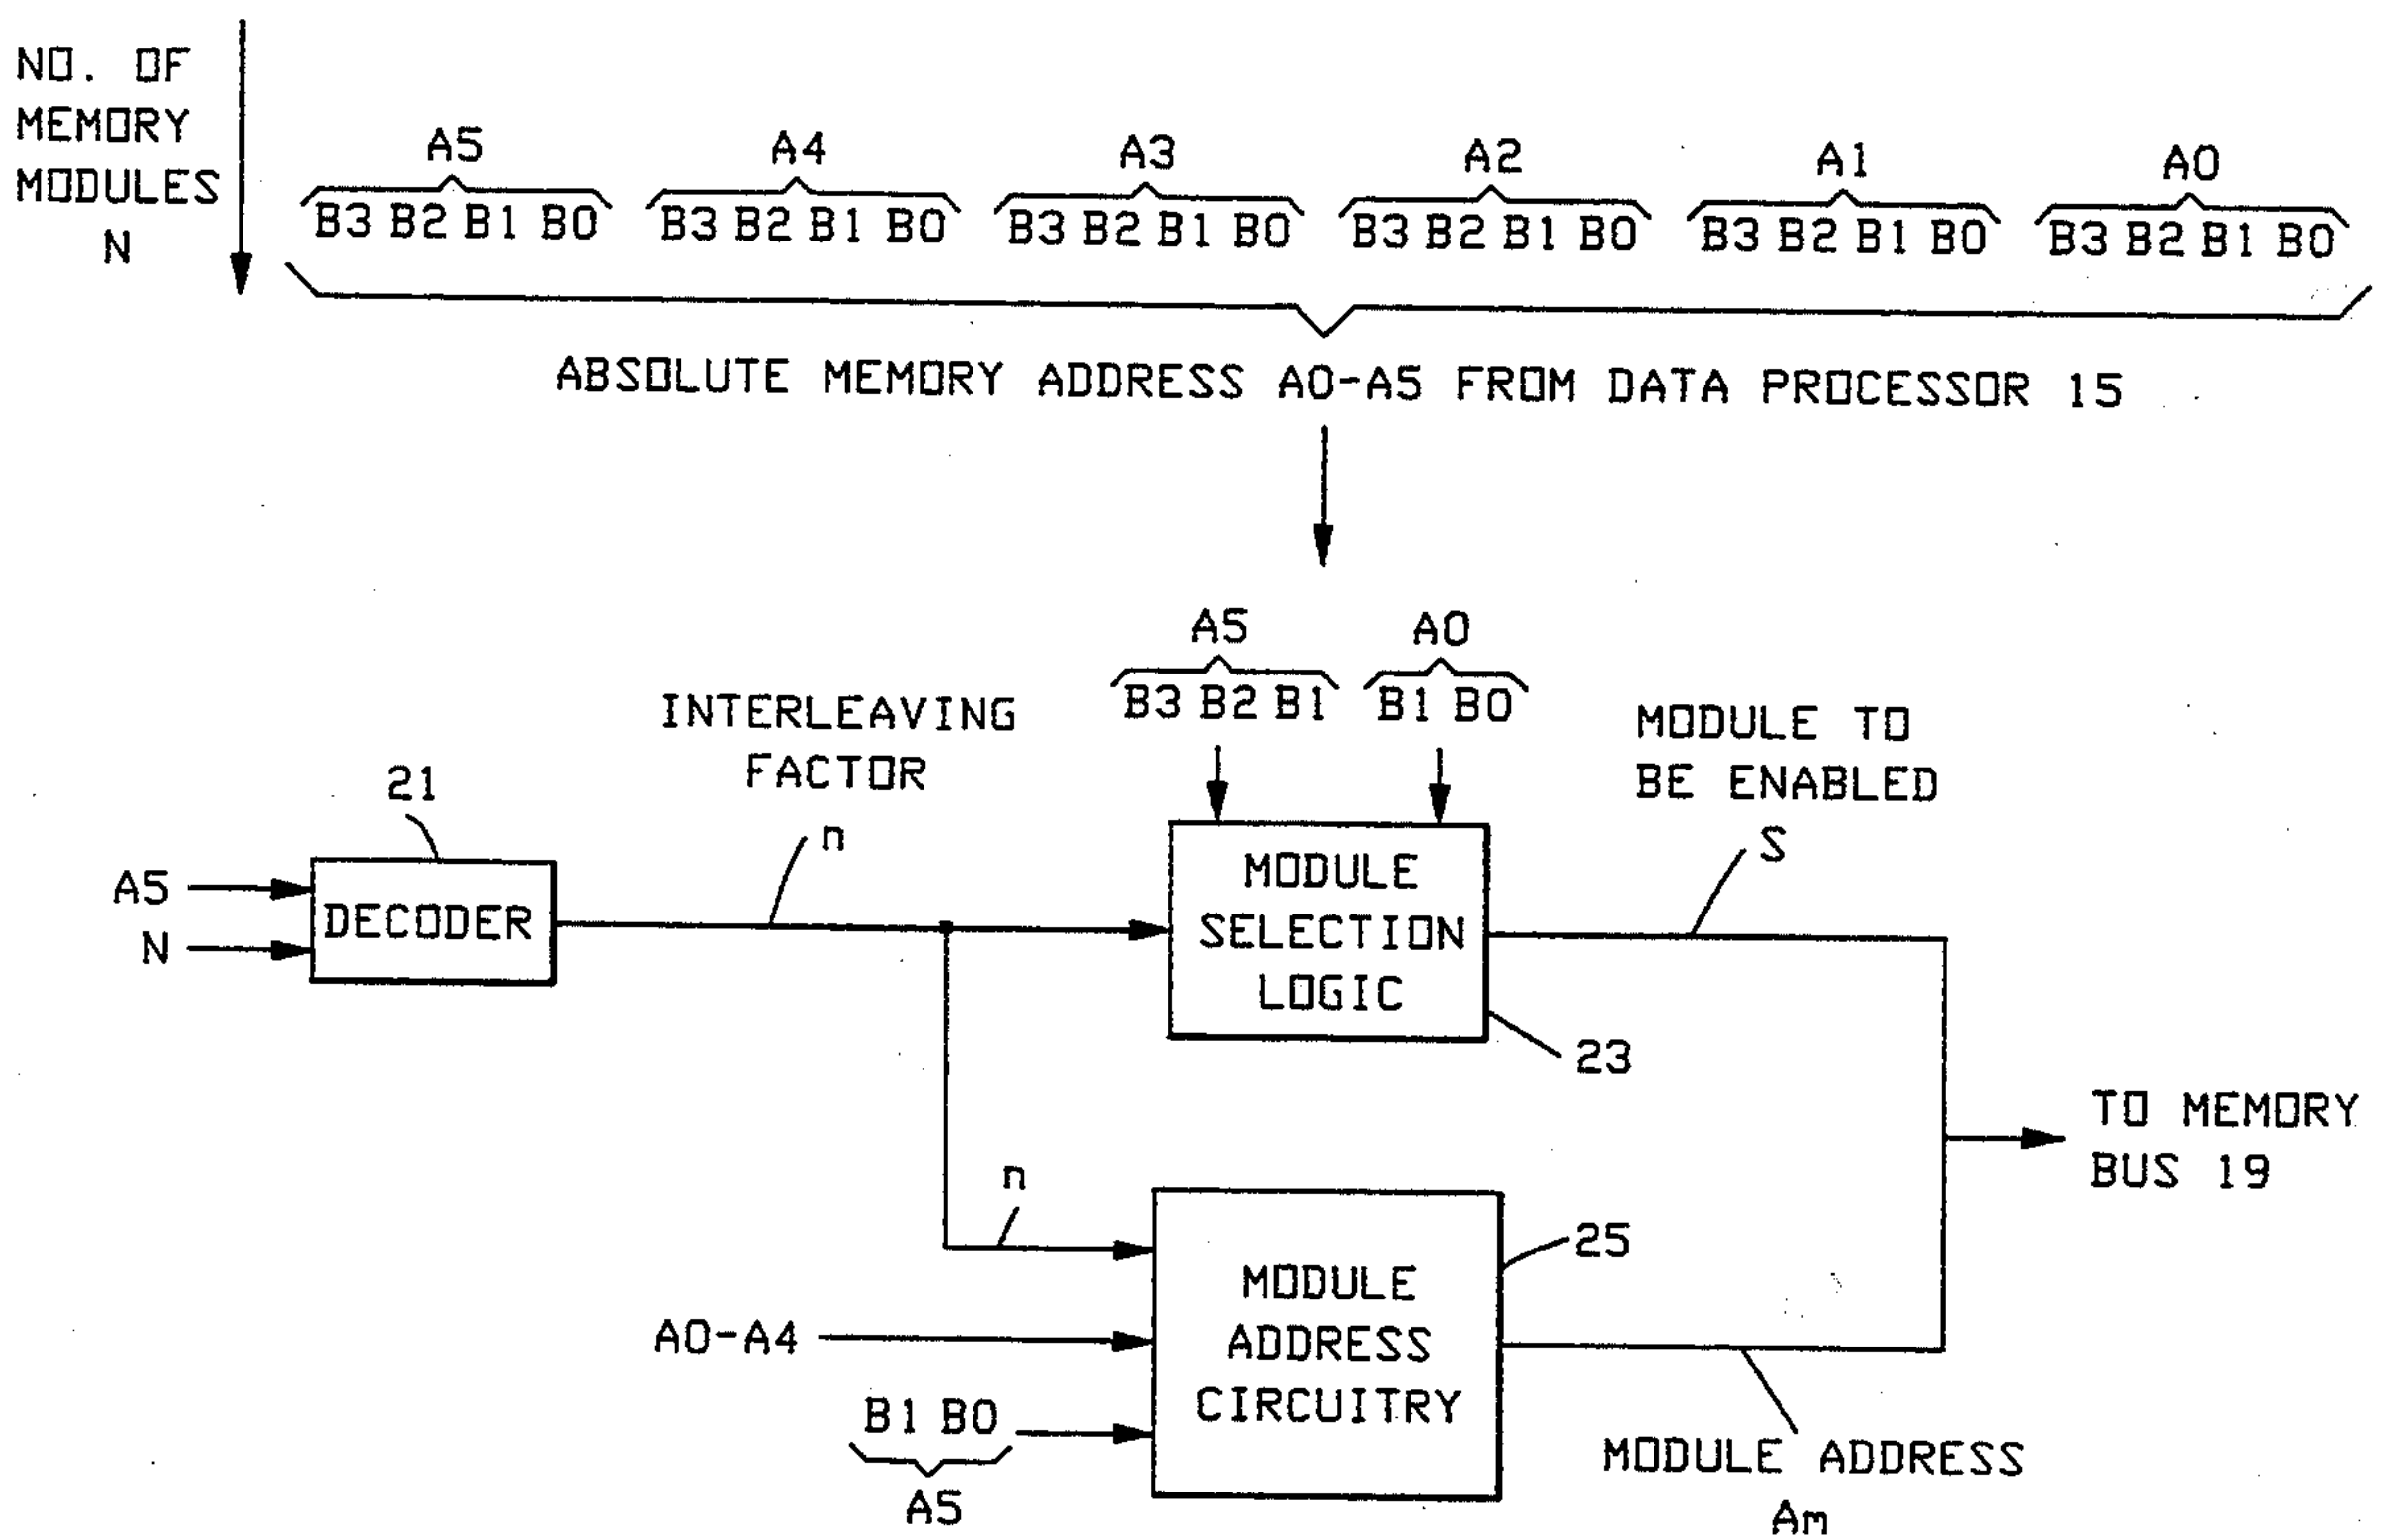 NO. OF
MEMORY
MODULES
N
A5 A4 A3 A2 A1 A0
B3 B2 B1 B0 B3 B2 B1 B0 B3 B2 B1 B0 B3 B2 B1 B0 B3 B2 B1 B0 B3 B2 B1 B0
ABSOLUTE MEMORY ADDRESS A0-A5 FROM DATA PROCESSOR 15
A5 A0
B3 B2 B1 B1 B0
INTERLEAVING
FACTOR
n
MODULE TO
BE ENABLED
S
21
A5
N
DECODER
MODULE
SELECTION
LOGIC
23
TO MEMORY
BUS 19
n
25
A0-A4
B1 B0
A5
MODULE
ADDRESS
CIRCUITRY
MODULE ADDRESS
Am